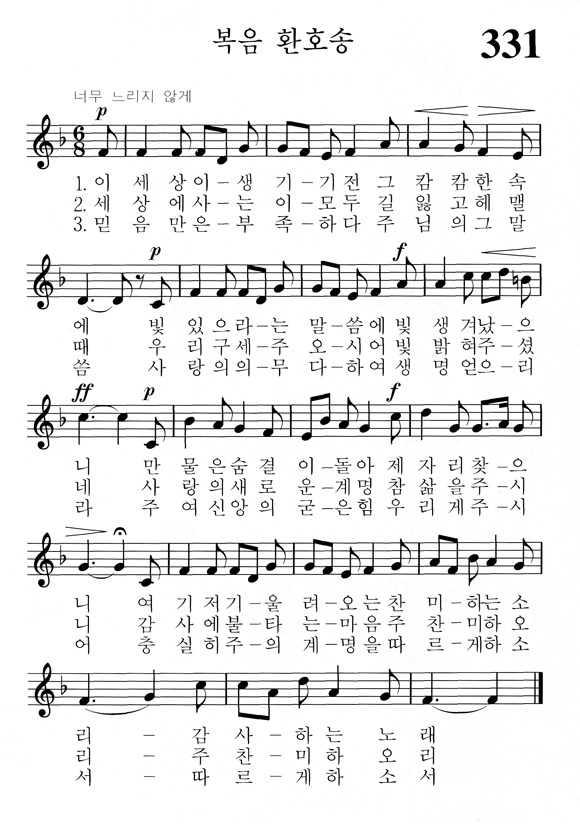 복음 환호송 331
너무 느리지 않게
p
6/8
1. 이 세 상 이 - 생 기 - 기 전 그 캄 캄 한 속
2. 세 상 에 사 - 는 이 - 모 두 길 잃 고 헤 맬
3. 믿 음 만 은 - 부 족 - 하 다 주 님 의 그 말
p f
에 빛 있 으 라 - 는 말 - 씀 에 빛 생 겨 났 - 으
때 우 리 구 세 - 주 오 - 시 어 빛 밝 혀 주 - 셨
씀 사 랑 의 의 - 무 다 - 하 여 생 명 얻 으 - 리
ff p f
니 만 물 은 숨 결 이 - 돌 아 제 자 리 찾 - 으
네 사 랑 의 새 로 운 - 계 명 참 삶 을 주 - 시
라 주 여 신 앙 의 굳 - 은 힘 우 리 게 주 - 시
니 여 기 저 기 - 울 려 - 오 는 찬 미 - 하 는 소
니 감 사 에 불 - 타 는 - 마 음 주 찬 - 미 하 오
어 충 실 히 주 - 의 계 - 명 을 따 르 - 게 하 소
리 - 감 사 - 하 는 노 래
리 - 주 찬 - 미 하 오 리
서 - 따 르 - 게 하 소 서